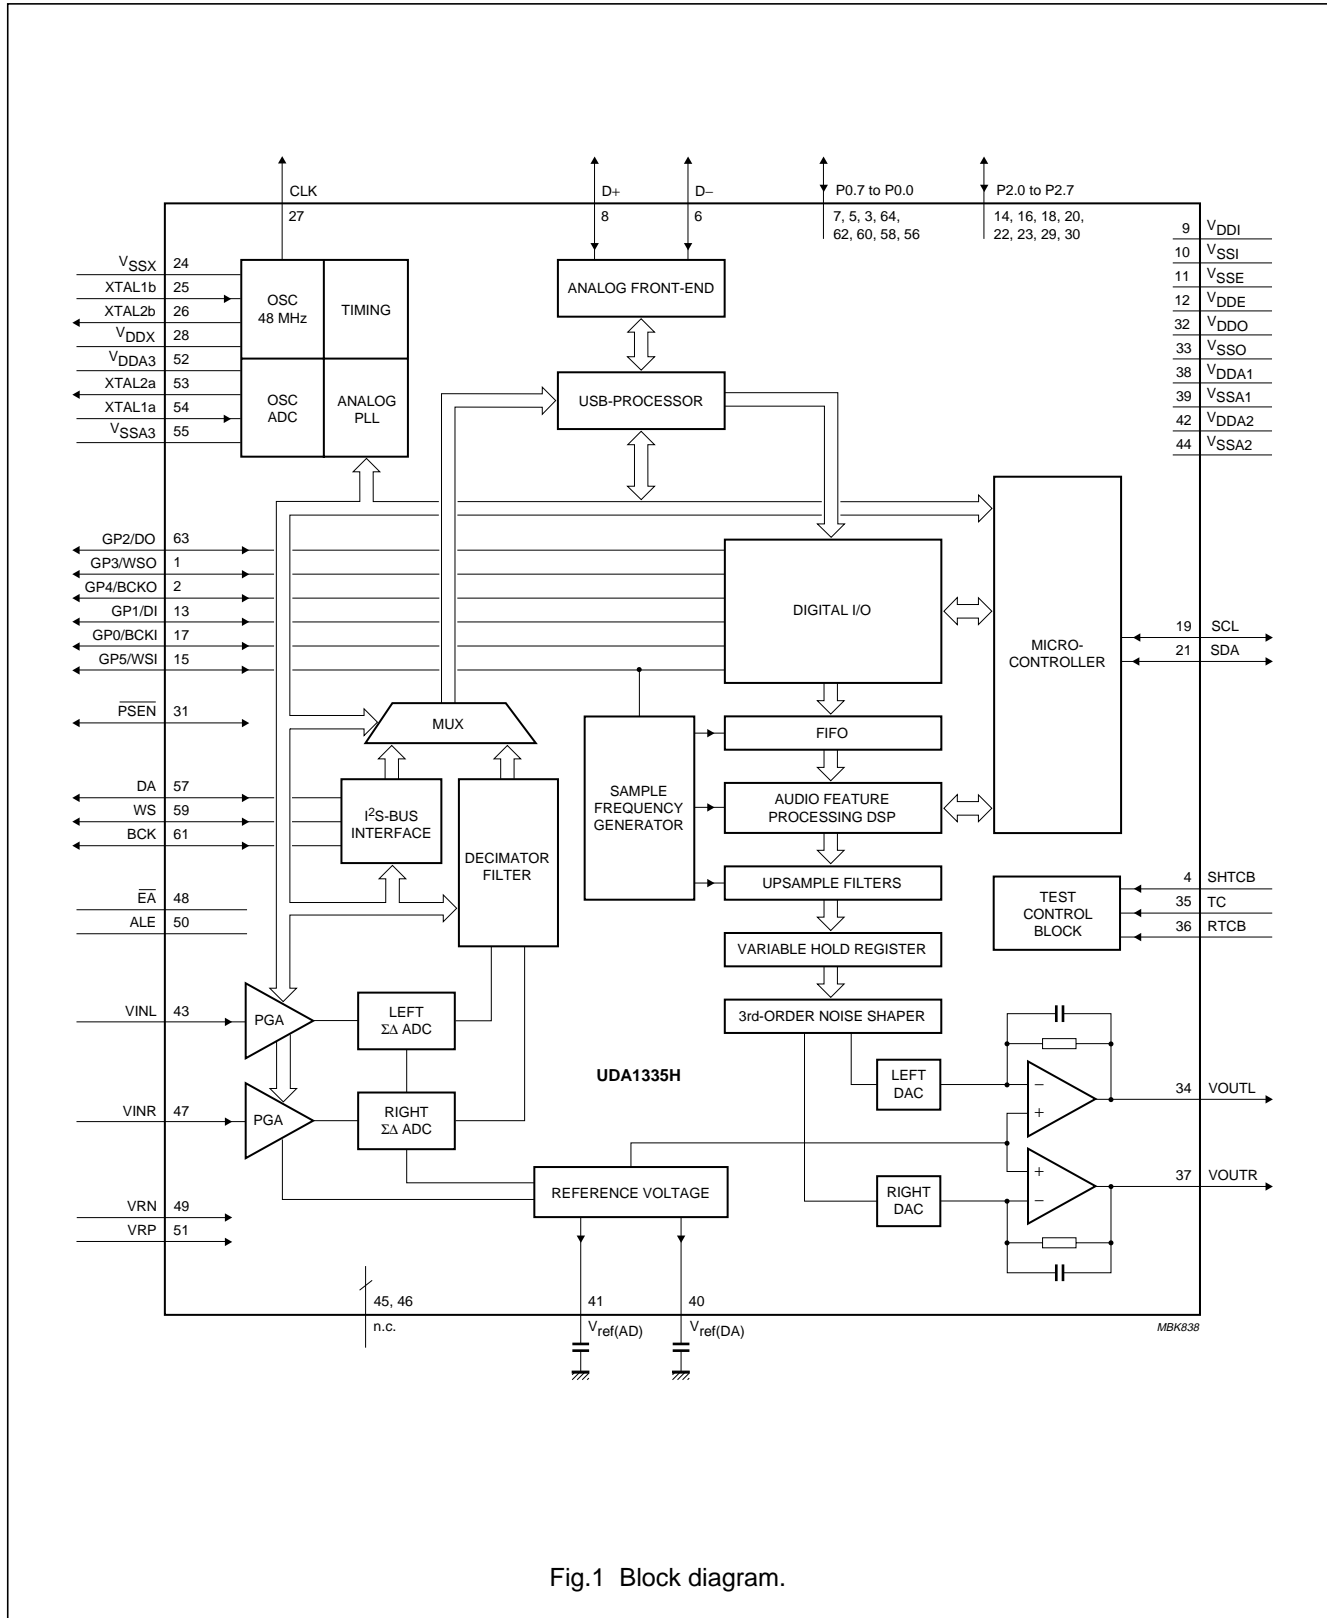 CLK
D+
D−
P0.7 to P0.0
P2.0 to P2.7
27
8
6
7, 5, 3, 64,
62, 60, 58, 56
14, 16, 18, 20,
22, 23, 29, 30
9 VDDI
10 VSSI
11 VSSE
12 VDDE
32 VDDO
33 VSSO
38 VDDA1
39 VSSA1
42 VDDA2
44 VSSA2
VSSX 24
XTAL1b 25
XTAL2b 26
VDDX 28
VDDA3 52
XTAL2a 53
XTAL1a 54
VSSA3 55
OSC
48 MHz
TIMING
OSC
ADC
ANALOG
PLL
ANALOG FRONT-END
USB-PROCESSOR
GP2/DO 63
GP3/WSO 1
GP4/BCKO 2
GP1/DI 13
GP0/BCKI 17
GP5/WSI 15
DIGITAL I/O
MICRO-
CONTROLLER
19 SCL
21 SDA
PSEN 31
MUX
FIFO
SAMPLE
FREQUENCY
GENERATOR
DA 57
WS 59
BCK 61
I2S-BUS
INTERFACE
DECIMATOR
FILTER
AUDIO FEATURE
PROCESSING DSP
UPSAMPLE FILTERS
EA 48
ALE 50
TEST
CONTROL
BLOCK
4 SHTCB
35 TC
36 RTCB
VARIABLE HOLD REGISTER
3rd-ORDER NOISE SHAPER
VINL 43
PGA
LEFT
ΣΔ ADC
UDA1335H
LEFT
DAC
−
+
34 VOUTL
VINR 47
PGA
RIGHT
ΣΔ ADC
REFERENCE VOLTAGE
RIGHT
DAC
+
−
37 VOUTR
VRN 49
VRP 51
45, 46
n.c.
41
Vref(AD)
40
Vref(DA)
MBK838
Fig.1 Block diagram.